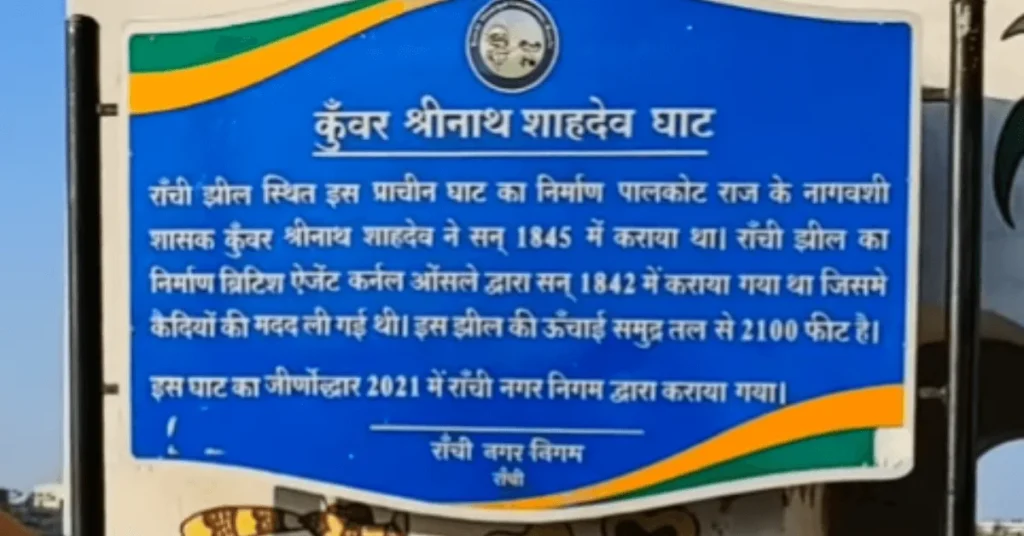 कुँवर श्रीनाथ शाहदेव घाट
राँची झील स्थित इस प्राचीन घाट का निर्माण पालकोट राज के नागवशी
शासक कुँवर श्रीनाथ शाहदेव ने सन् 1845 में कराया था। राँची झील का
निर्माण ब्रिटिश ऐजेंट कर्नल ओंसले द्वारा सन् 1842 में कराया गया था जिसमे
कैदियों की मदद ली गई थी। इस झील की ऊँचाई समुद्र तल से 2100 फीट है।
इस घाट का जीर्णोद्धार 2021 में राँची नगर निगम द्वारा कराया गया।
राँची नगर निगम
राँची